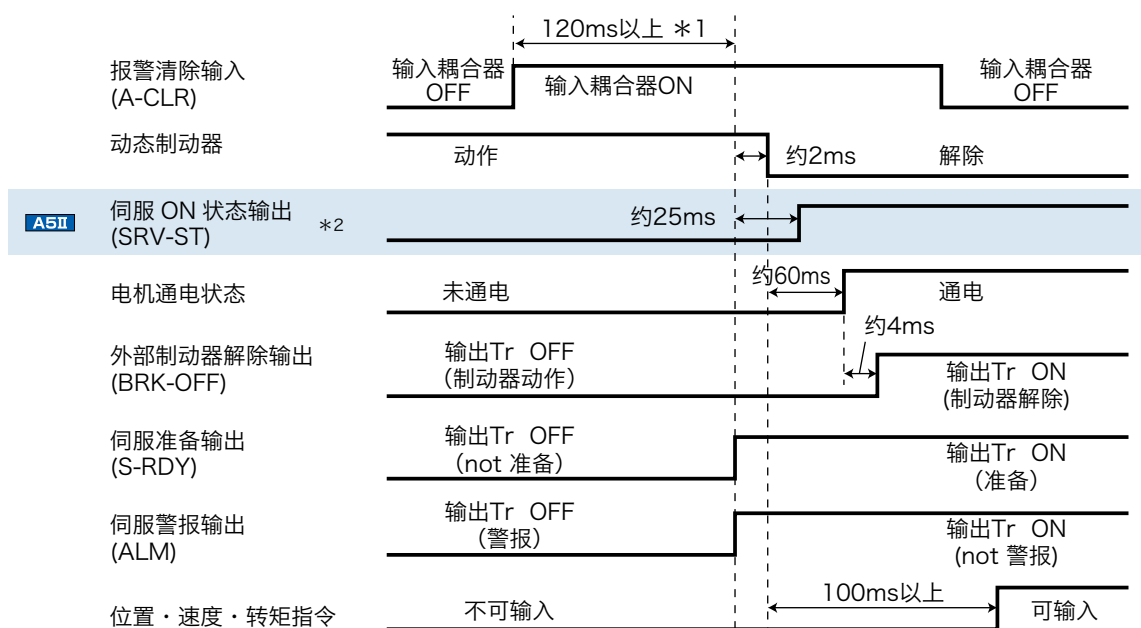 120ms以上 *1
报警清除输入
(A-CLR)
输入耦合器
OFF
输入耦合器ON
输入耦合器
OFF
动态制动器
动作
约2ms
解除
A5II
伺服 ON 状态输出
(SRV-ST)
*2
约25ms
电机通电状态
未通电
约60ms
通电
约4ms
外部制动器解除输出
(BRK-OFF)
输出Tr OFF
（制动器动作）
输出Tr ON
(制动器解除)
伺服准备输出
(S-RDY)
输出Tr OFF
（not 准备）
输出Tr ON
（准备）
伺服警报输出
(ALM)
输出Tr OFF
（警报）
输出Tr ON
(not 警报)
位置・速度・转矩指令
不可输入
100ms以上
可输入